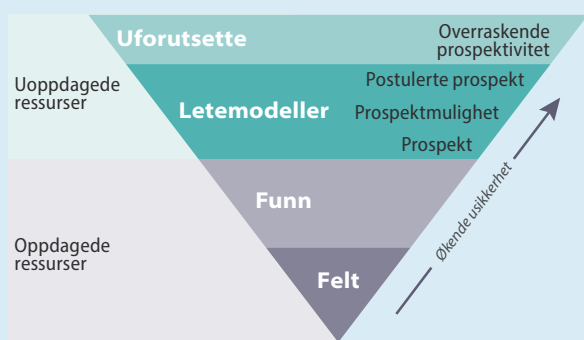 Uforutsette
Overraskende
prospektivitet
Uoppdagede
ressurser
Letemodeller
Postulerte prospekt
Prospektmulighet
Prospekt
Funn
Oppdagede
ressurser
Felt
Økende usikkerhet